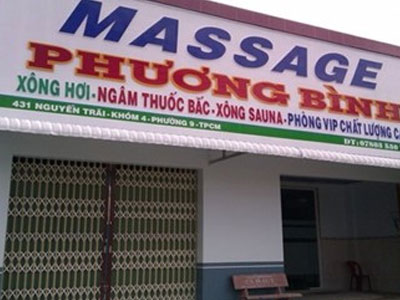 MASSAGE
PHƯƠNG BÌNH
XÔNG HƠI - NGÂM THUỐC BẮC - XÔNG SAUNA - PHÒNG VIP CHẤT LƯỢNG C
431 NGUYỄN TRÃI - KHÓM 4 - PHƯỜNG 9 - TPCM